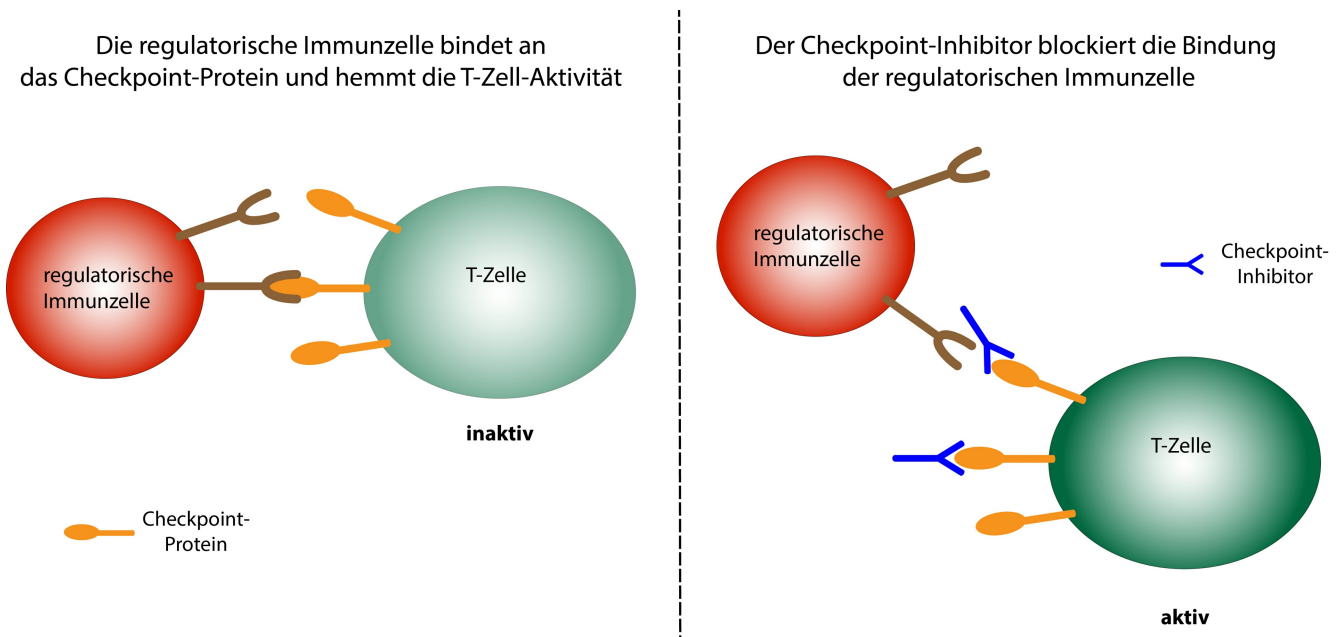 Die regulatorische Immunzelle bindet an
das Checkpoint-Protein und hemmt die T-Zell-Aktivität
regulatorische
Immunzelle
T-Zelle
inaktiv
Checkpoint-
Protein
Der Checkpoint-Inhibitor blockiert die Bindung
der regulatorischen Immunzelle
regulatorische
Immunzelle
Checkpoint-
Inhibitor
T-Zelle
aktiv